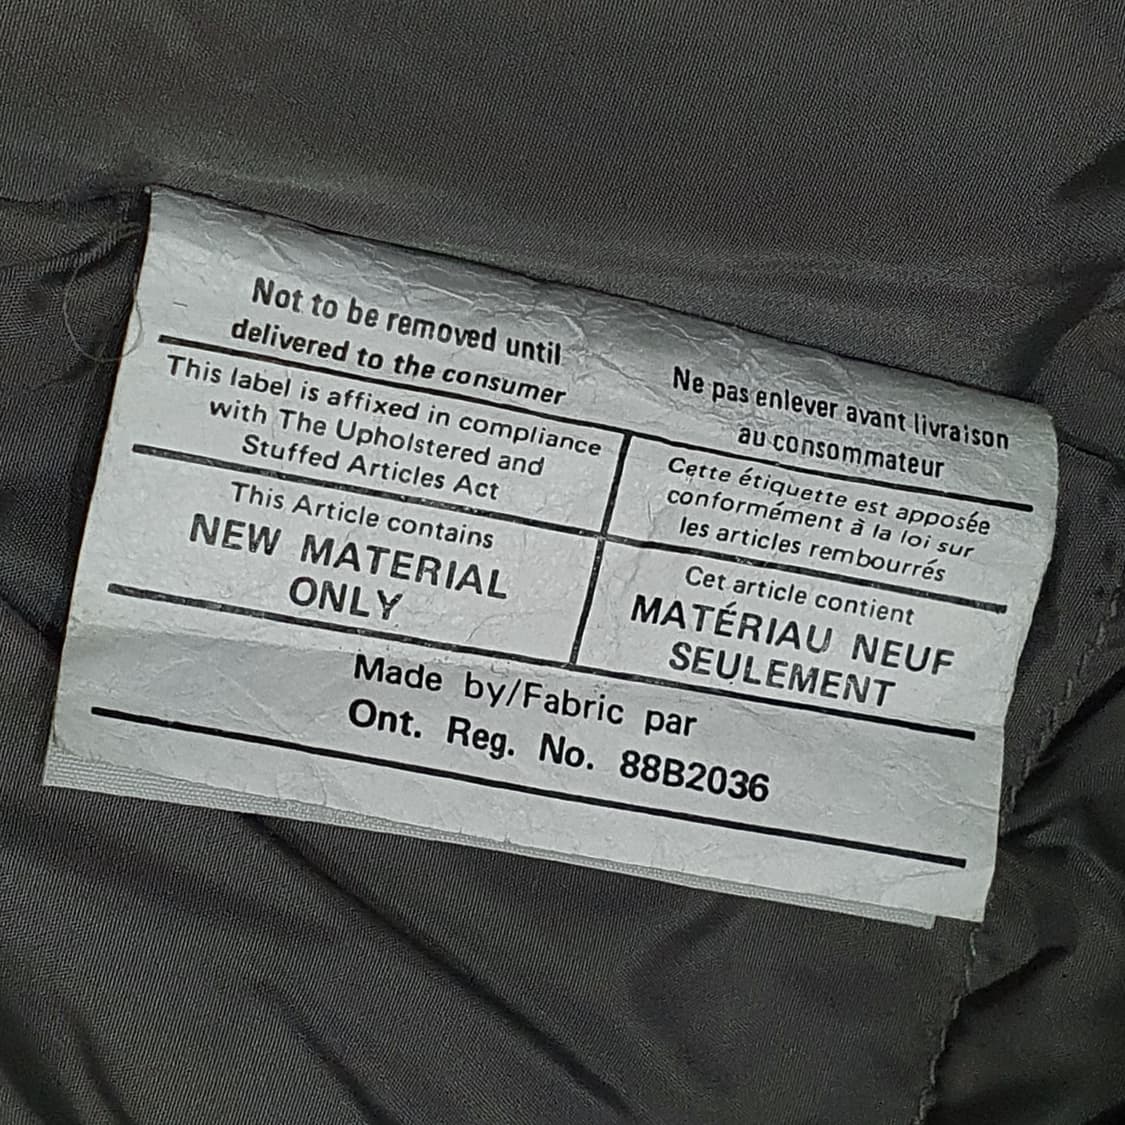 Not to be removed until
delivered to the consumer
Ne pas enlever avant livraison
au consommateur
This label is affixed in compliance
with The Upholstered and
Stuffed Articles Act
Cette étiquette est apposée
conformément à la loi sur
les articles rembourrés
This Article contains
NEW MATERIAL
ONLY
Cet article contient
MATÉRIAU NEUF
SEULEMENT
Made by/Fabric par
Ont. Reg. No. 88B2036